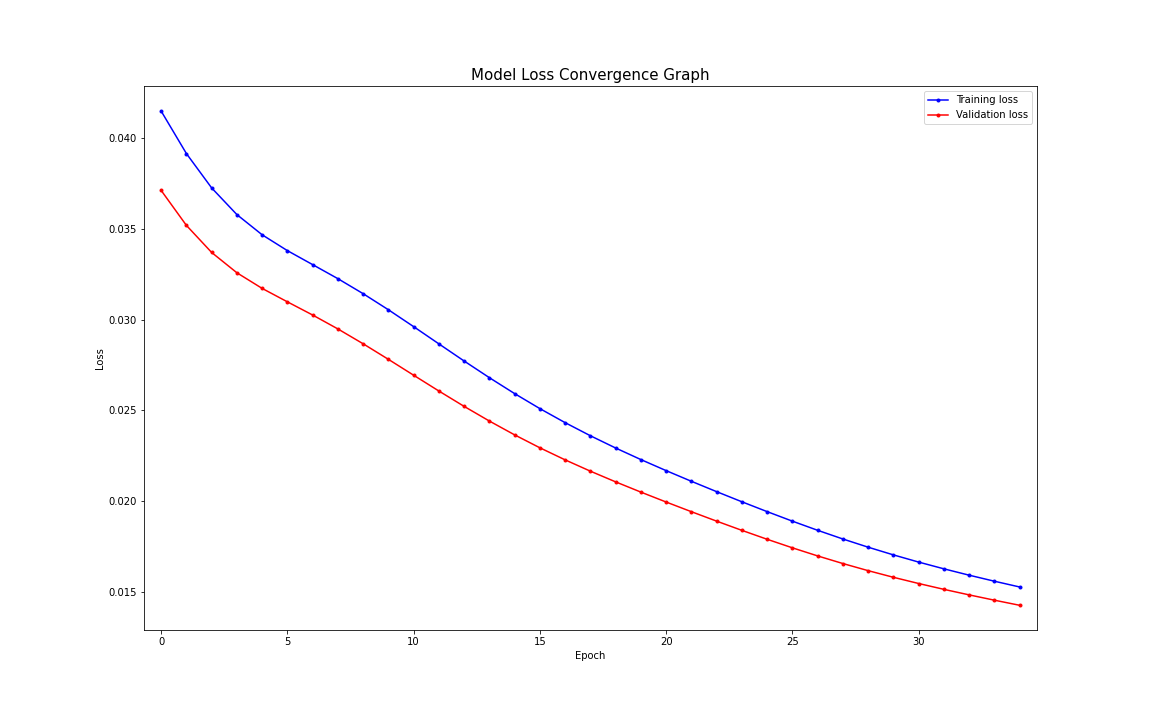 Model Loss Convergence Graph
Training loss
Validation loss
0.040
0.035
0.030
0.025
0.020
0.015
Loss
0 5 10 15 20 25 30
Epoch